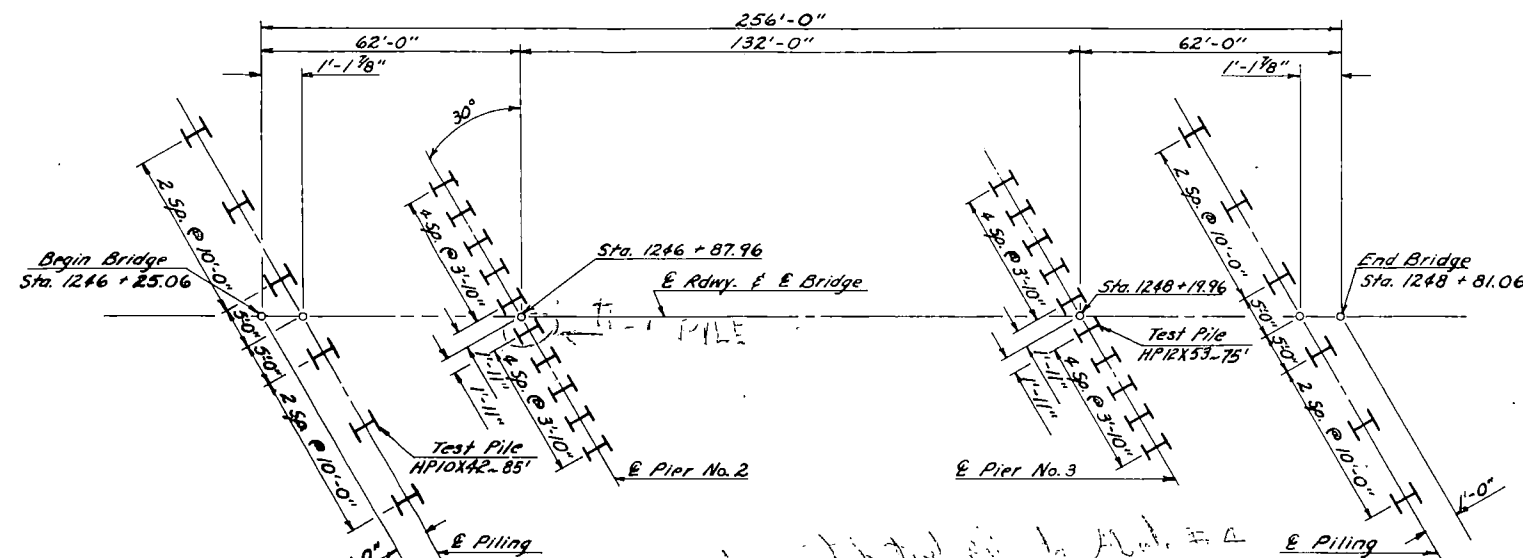 256'-0"
62'-0"
132'-0"
62'-0"
1'-1 7/8"
1'-1 7/8"
30°
2 Sp. @ 10'-0"
4 Sp. @ 3'-10"
4 Sp. @ 3'-10"
2 Sp. @ 10'-0"
Begin Bridge
Sta. 1246 + 25.06
Sta. 1246 + 87.96
℄ Rdwy. & ℄ Bridge
Sta. 1248 + 19.96
End Bridge
Sta. 1248 + 81.06
5'-0"
5'-0"
PILE
Test Pile
HP12X53~75'
5'-0"
5'-0"
1'-11"
1'-11"
4 Sp. @ 3'-10"
1'-11"
1'-11"
4 Sp. @ 3'-10"
2 Sp. @ 10'-0"
2 Sp. @ 10'-0"
Test Pile
HP10X42~85'
℄ Pier No. 2
℄ Pier No. 3
1'-0"
℄ Piling
℄ Piling